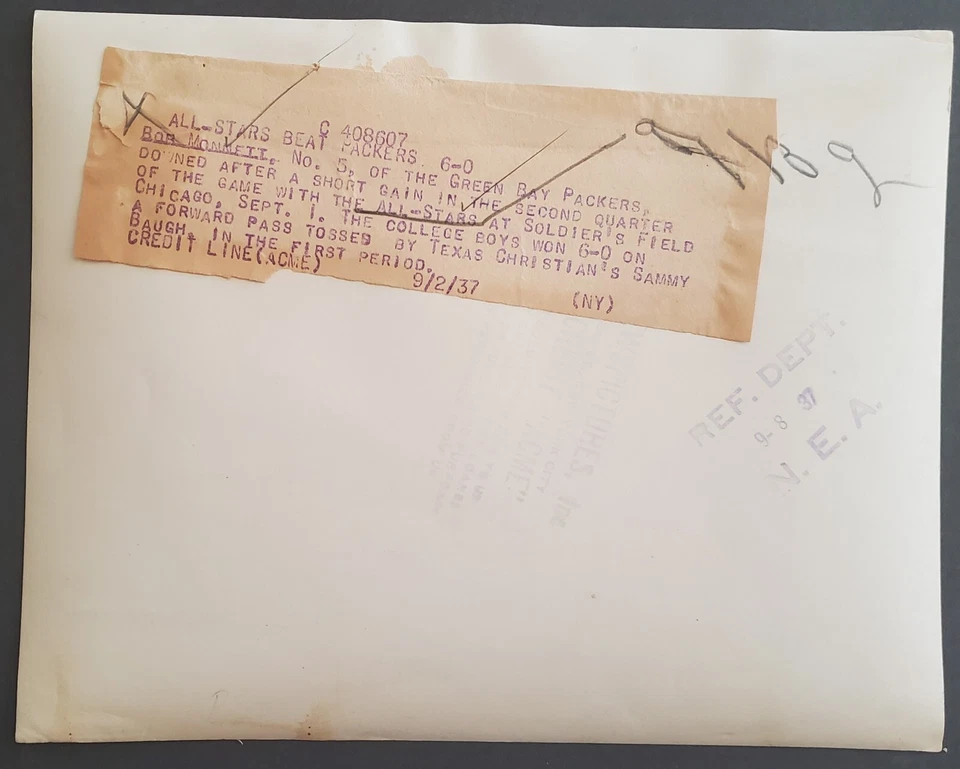 C 408607
ALL-STARS BEAT PACKERS 6-0
BOB MONNETT, NO. 5, OF THE GREEN BAY PACKERS,
DOWNED AFTER A SHORT GAIN IN THE SECOND QUARTER
OF THE GAME WITH THE ALL-STARS AT SOLDIER'S FIELD
CHICAGO, SEPT. 1. THE COLLEGE BOYS WON 6-0 ON
A FORWARD PASS TOSSED BY TEXAS CHRISTIAN'S SAMMY
BAUGH, IN THE FIRST PERIOD.
CREDIT LINE(ACME) 9/2/37 (NY)
REF. DEPT.
9-8 37
N. E. A.
PICTURES, Inc
ACME